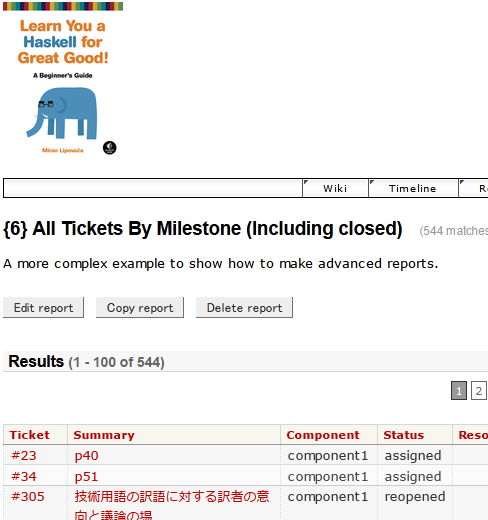 Learn You a
Haskell for
Great Good!
A Beginner's Guide
Miran Lipovača
Wiki
Timeline
{6} All Tickets By Milestone (Including closed)
(544 matches
A more complex example to show how to make advanced reports.
Edit report
Copy report
Delete report
Results (1 - 100 of 544)
1 2
Ticket Summary Component Status
#23 p40 component1 assigned
#34 p51 component1 assigned
#305 技術用語の訳語に対する訳者の意 component1 reopened
向と議論の場